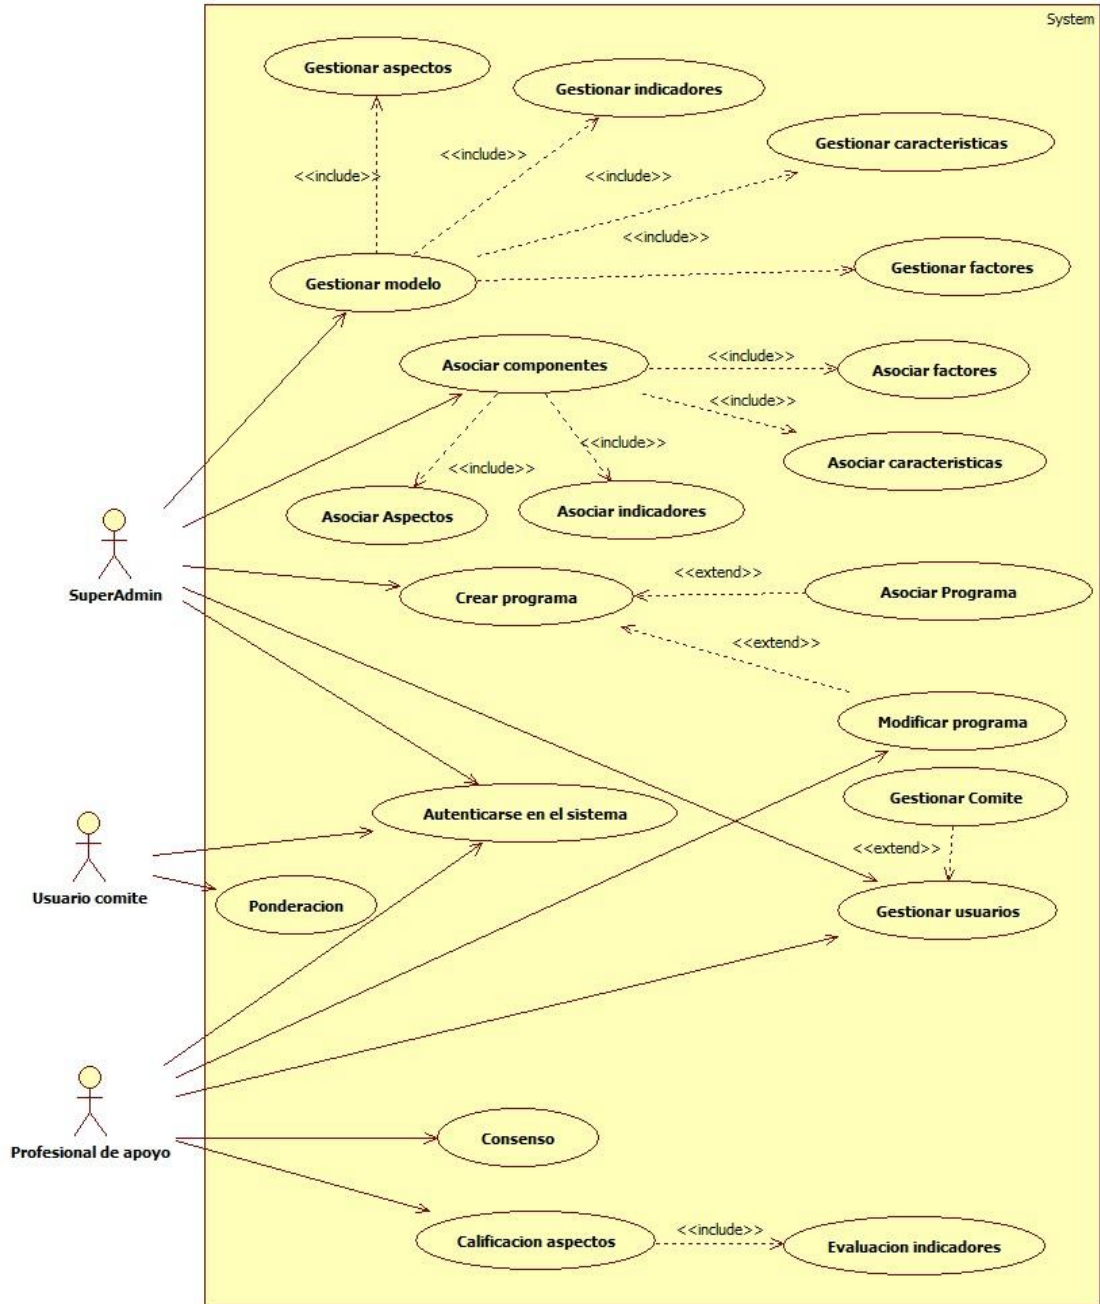 System
Gestionar aspectos
Gestionar indicadores
Gestionar caracteristicas
<<include>>
<<include>>
<<include>>
<<include>>
Gestionar modelo
Gestionar factores
Asociar componentes
<<include>>
Asociar factores
<<include>>
<<include>>
<<include>>
Asociar caracteristicas
Asociar Aspectos
Asociar indicadores
SuperAdmin
Crear programa
<<extend>>
Asociar Programa
<<extend>>
Modificar programa
Gestionar Comite
Autenticarse en el sistema
<<extend>>
Usuario comite
Ponderacion
Gestionar usuarios
Profesional de apoyo
Consenso
Calificacion aspectos
<<include>>
Evaluacion indicadores